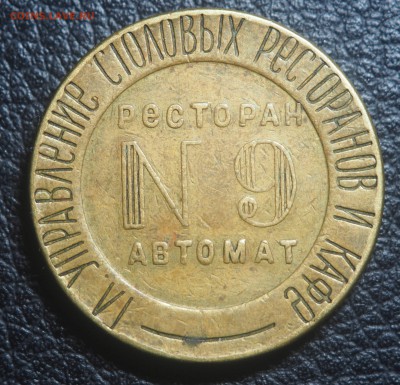 ГЛ. УПРАВЛЕНИЕ СТОЛОВЫХ РЕСТОРАНОВ И КАФЕ
РЕСТОРАН
N 9
АВТОМАТ